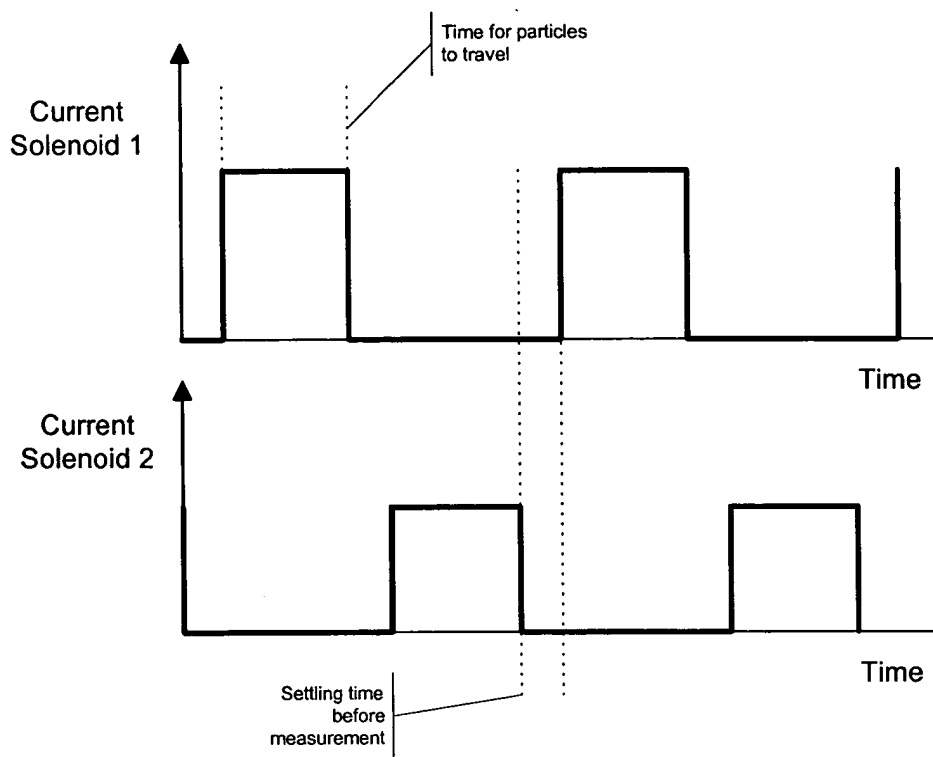 Time for particles
to travel
Current
Solenoid 1
Time
Current
Solenoid 2
Time
Settling time
before
measurement